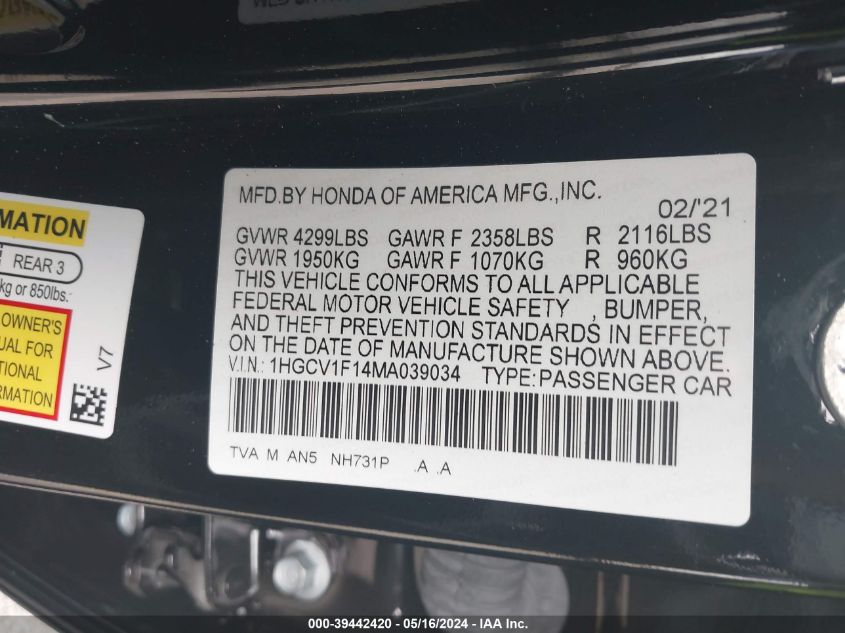 MFD.BY HONDA OF AMERICA MFG.,INC.
02/'21
GVWR 4299LBS GAWR F 2358LBS R 2116LBS
GVWR 1950KG GAWR F 1070KG R 960KG
THIS VEHICLE CONFORMS TO ALL APPLICABLE
FEDERAL MOTOR VEHICLE SAFETY , BUMPER,
AND THEFT PREVENTION STANDARDS IN EFFECT
ON THE DATE OF MANUFACTURE SHOWN ABOVE.
V.I.N.: 1HGCV1F14MA039034 TYPE:PASSENGER CAR
TVA M AN5 NH731P .A .A
MATION
REAR 3
kg or 850lbs.
OWNER'S
UAL FOR
TIONAL
RMATION
V7
000-39442420 - 05/16/2024 - IAA Inc.